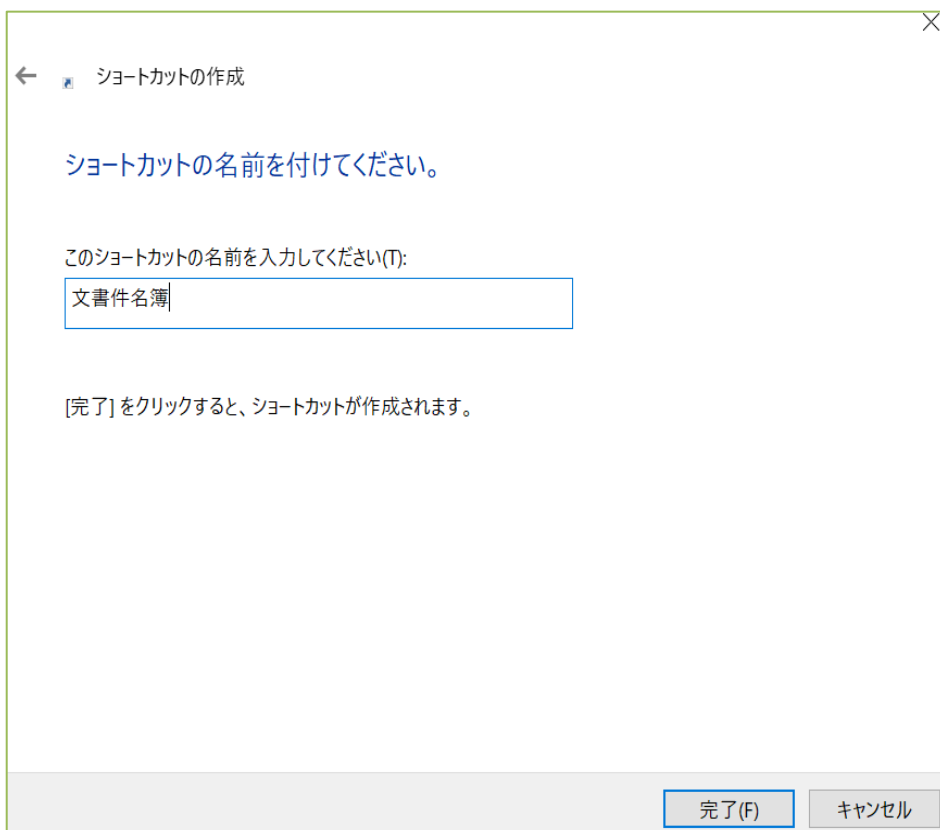 ショートカットの作成
ショートカットの名前を付けてください。
このショートカットの名前を入力してください(T):
文書件名簿
[完了] をクリックすると、ショートカットが作成されます。
完了(F)
キャンセル